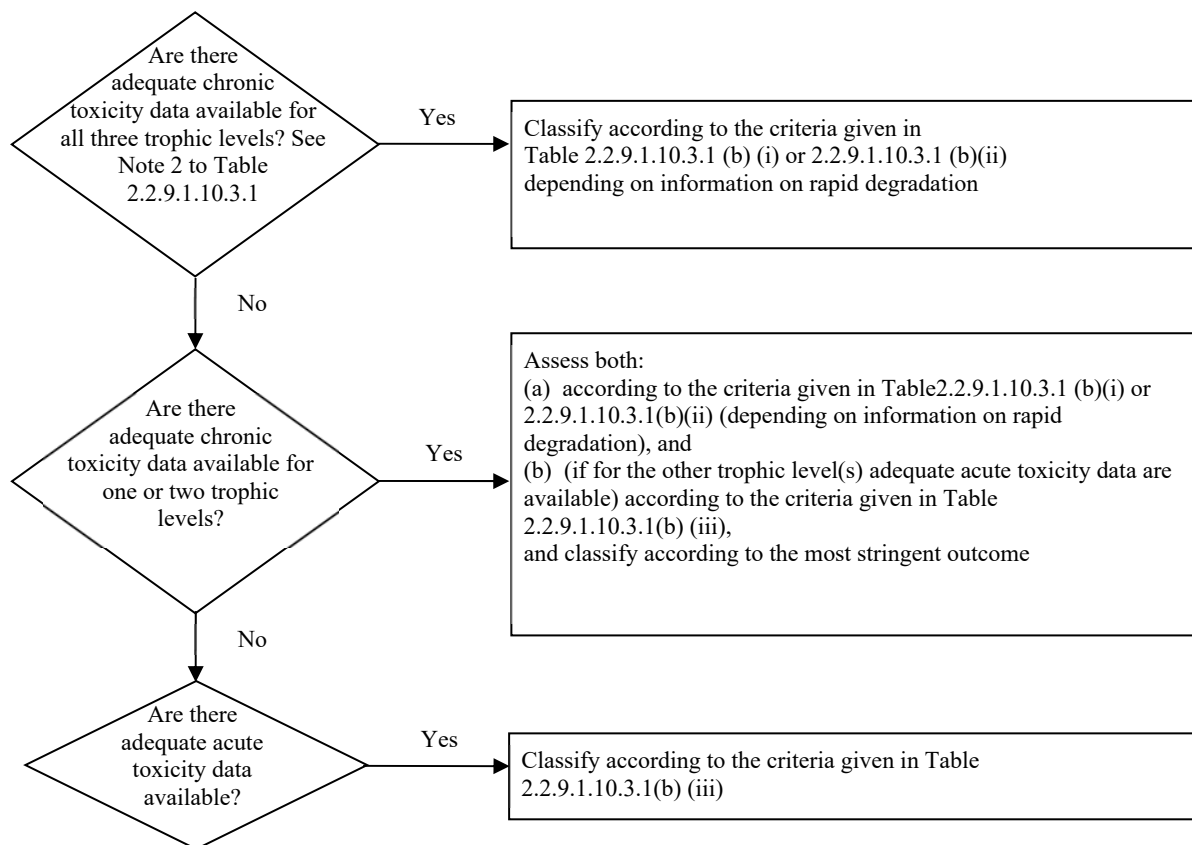 Are there
adequate chronic
toxicity data available for
all three trophic levels? See
Note 2 to Table
2.2.9.1.10.3.1
Yes
Classify according to the criteria given in
Table 2.2.9.1.10.3.1 (b) (i) or 2.2.9.1.10.3.1 (b)(ii)
depending on information on rapid degradation
No
Are there
adequate chronic
toxicity data available for
one or two trophic
levels?
Yes
Assess both:
(a) according to the criteria given in Table2.2.9.1.10.3.1 (b)(i) or
2.2.9.1.10.3.1(b)(ii) (depending on information on rapid
degradation), and
(b) (if for the other trophic level(s) adequate acute toxicity data are
available) according to the criteria given in Table
2.2.9.1.10.3.1(b) (iii),
and classify according to the most stringent outcome
No
Are there
adequate acute
toxicity data
available?
Yes
Classify according to the criteria given in Table
2.2.9.1.10.3.1(b) (iii)